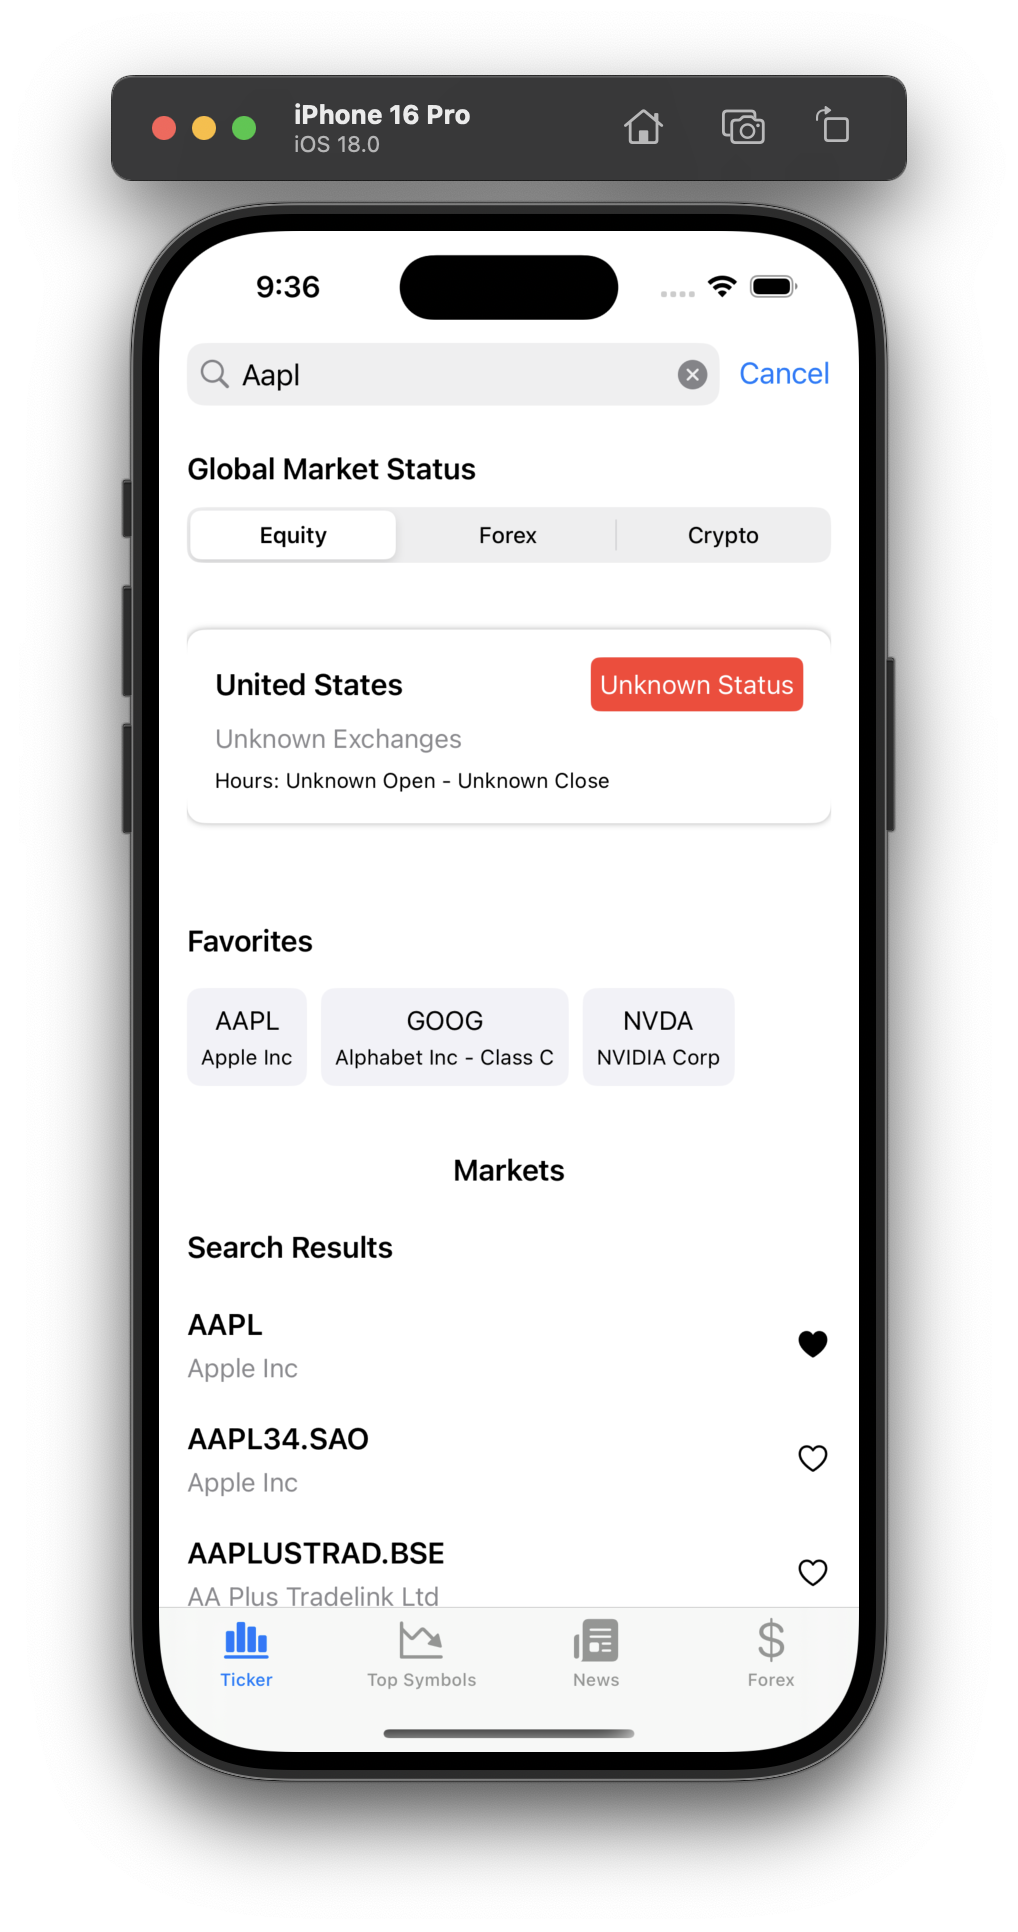 iPhone 16 Pro
iOS 18.0
9:36
Aapl
Cancel
Global Market Status
Equity Forex Crypto
United States Unknown Status
Unknown Exchanges
Hours: Unknown Open - Unknown Close
Favorites
AAPL GOOG NVDA
Apple Inc Alphabet Inc - Class C NVIDIA Corp
Markets
Search Results
AAPL
Apple Inc
AAPL34.SAO
Apple Inc
AAPLUSTRAD.BSE
AA Plus Tradelink Ltd
Ticker Top Symbols News Forex